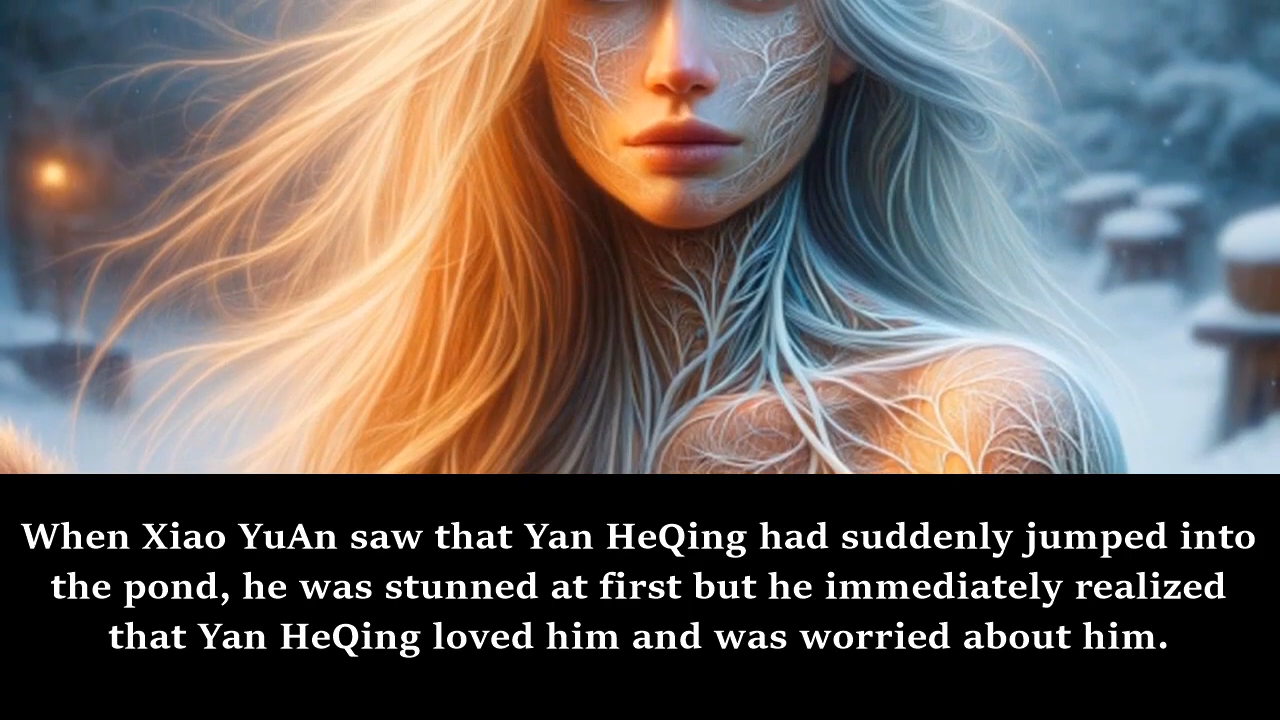 When Xiao YuAn saw that Yan HeQing had suddenly jumped into
the pond, he was stunned at first but he immediately realized
that Yan HeQing loved him and was worried about him.